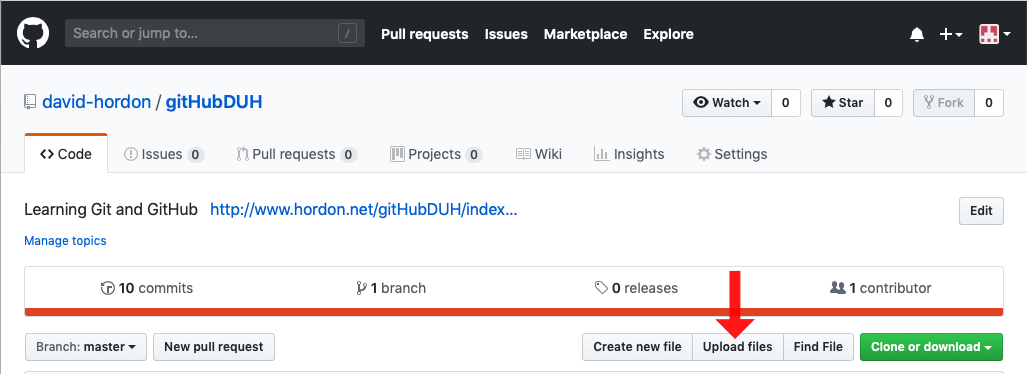 Search or jump to... / Pull requests Issues Marketplace Explore
david-hordon / gitHubDUH Watch 0 Star 0 Fork 0
Code Issues 0 Pull requests 0 Projects 0 Wiki Insights Settings
Learning Git and GitHub http://www.hordon.net/gitHubDUH/index... Edit
Manage topics
10 commits 1 branch 0 releases 1 contributor
Branch: master New pull request Create new file Upload files Find File Clone or download